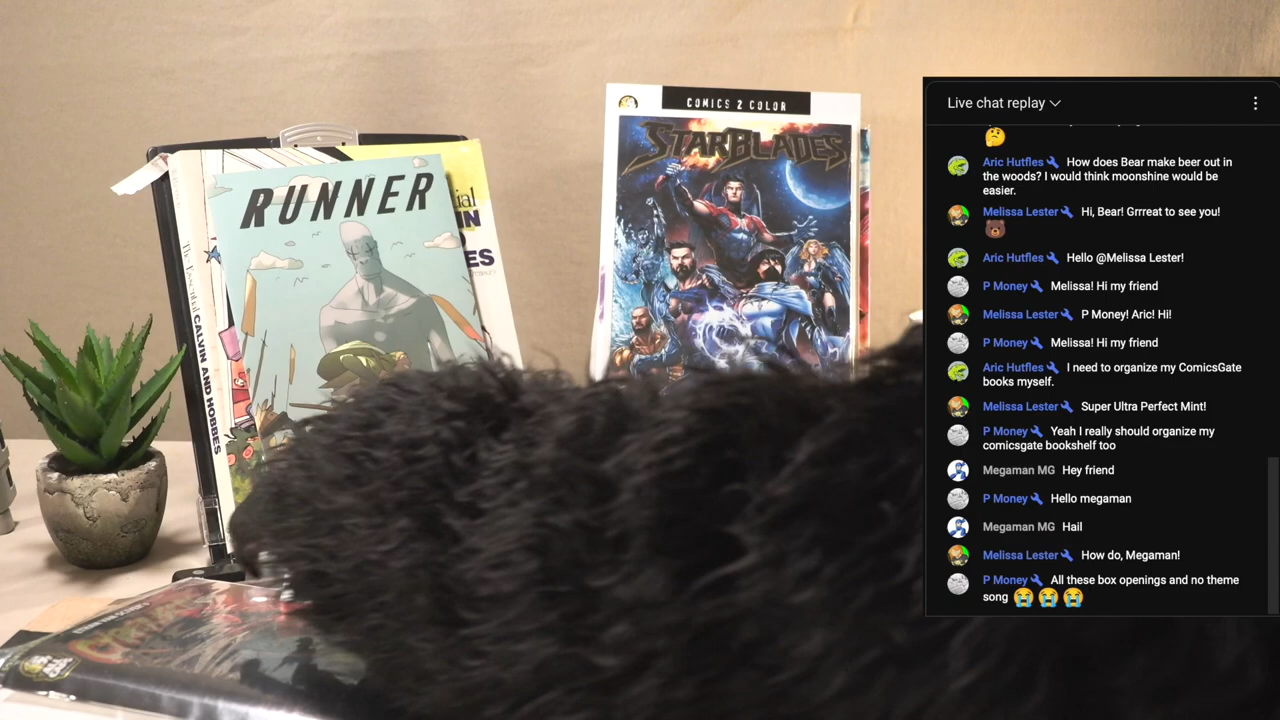 RUNNER
The Essential CALVIN AND HOBBES
ial
IN
ES
COMICS 2 COLOR
STARBLADES
Live chat replay
Aric Hutfles How does Bear make beer out in
the woods? I would think moonshine would be
easier.
Melissa Lester Hi, Bear! Grrreat to see you!
🐻
Aric Hutfles Hello @Melissa Lester!
P Money Melissa! Hi my friend
Melissa Lester P Money! Aric! Hi!
P Money Melissa! Hi my friend
Aric Hutfles I need to organize my ComicsGate
books myself.
Melissa Lester Super Ultra Perfect Mint!
P Money Yeah I really should organize my
comicsgate bookshelf too
Megaman MG Hey friend
P Money Hello megaman
Megaman MG Hail
Melissa Lester How do, Megaman!
P Money All these box openings and no theme
song 😭 😭 😭